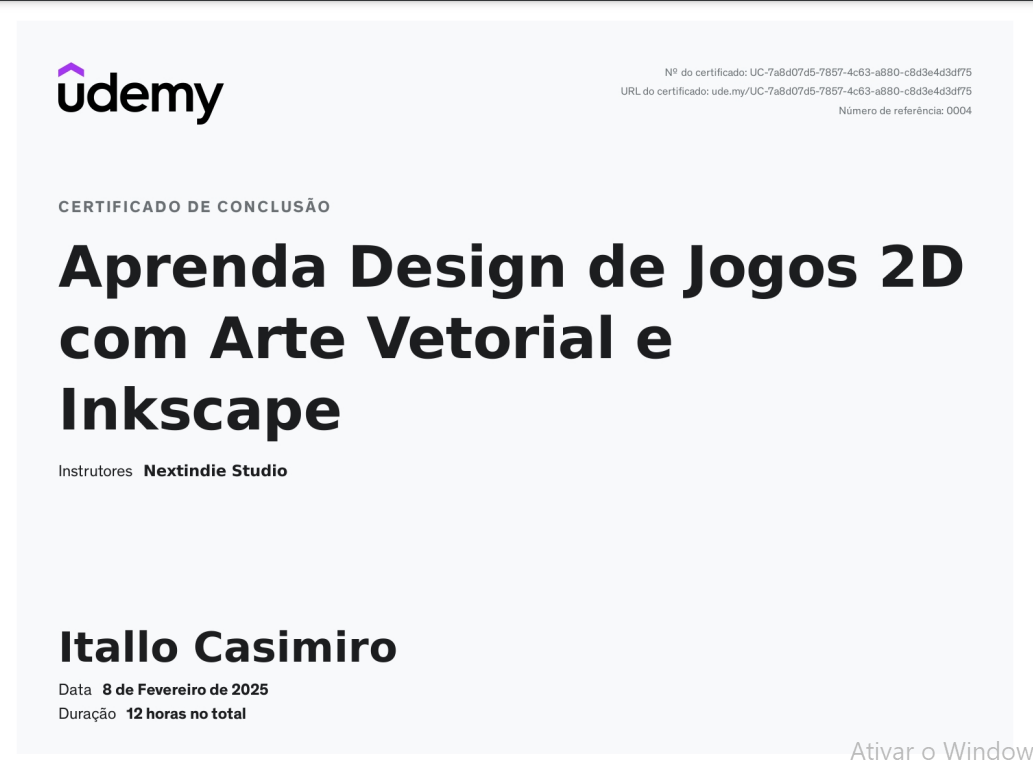 udemy
Nº do certificado: UC-7a8d07d5-7857-4c63-a880-c8d3e4d3df75
URL do certificado: ude.my/UC-7a8d07d5-7857-4c63-a880-c8d3e4d3df75
Número de referência: 0004
CERTIFICADO DE CONCLUSÃO
Aprenda Design de Jogos 2D
com Arte Vetorial e
Inkscape
Instrutores Nextindie Studio
Itallo Casimiro
Data 8 de Fevereiro de 2025
Duração 12 horas no total
Ativar o Window